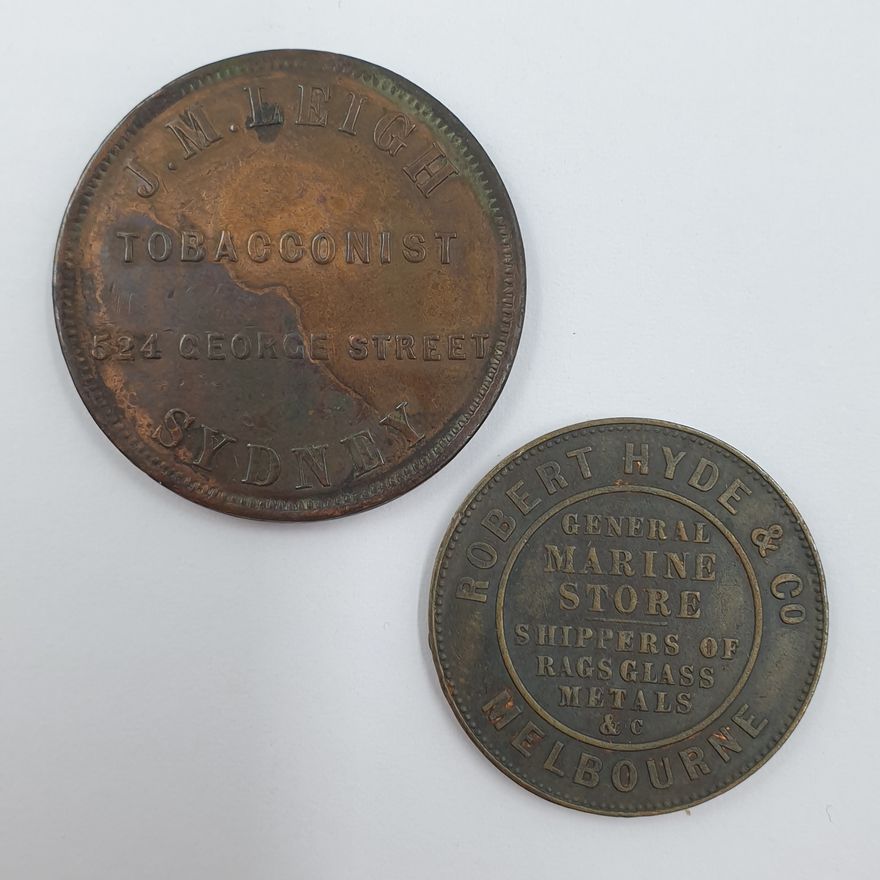 J. M. LEIGH
TOBACCONIST
524 GEORGE STREET
SYDNEY
ROBERT HYDE & CO
GENERAL
MARINE
STORE
SHIPPERS OF
RAGS GLASS
METALS
& C
MELBOURNE